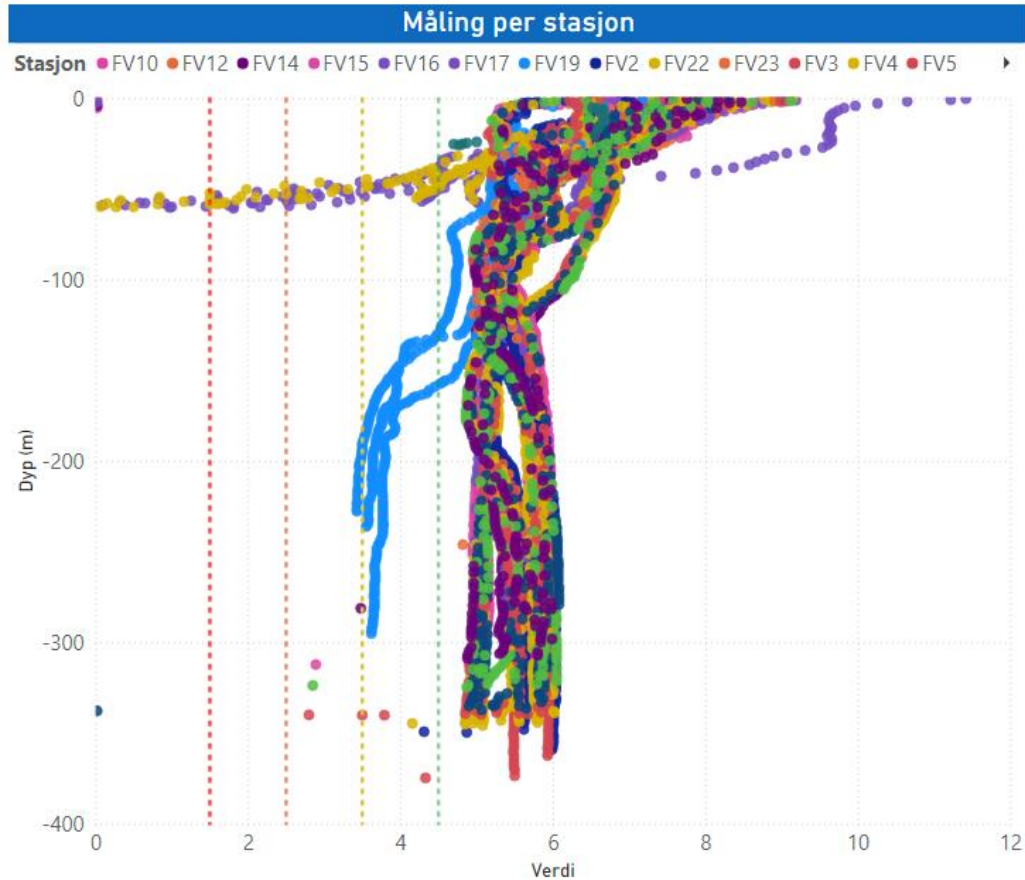 Måling per stasjon
Stasjon FV10 FV12 FV14 FV15 FV16 FV17 FV19 FV2 FV22 FV23 FV3 FV4 FV5
0
-100
-200
-300
-400
Dyp (m)
0 2 4 6 8 10 12
Verdi